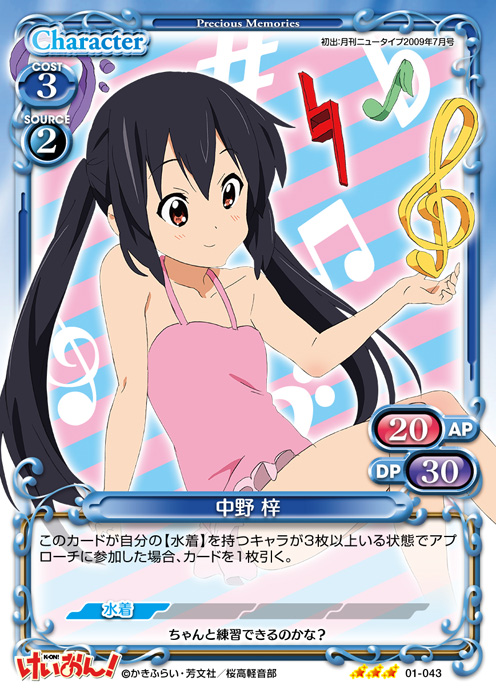 Precious Memories
Character
初出:月刊ニュータイプ2009年7月号
COST
3
SOURCE
2
20 AP
DP 30
中野 梓
このカードが自分の【水着】を持つキャラが3枚以上いる状態でアプ
ローチに参加した場合、カードを1枚引く。
水着
ちゃんと練習できるのかな?
K-ON!
けいおん!
©かきふらい・芳文社/桜高軽音部
01-043